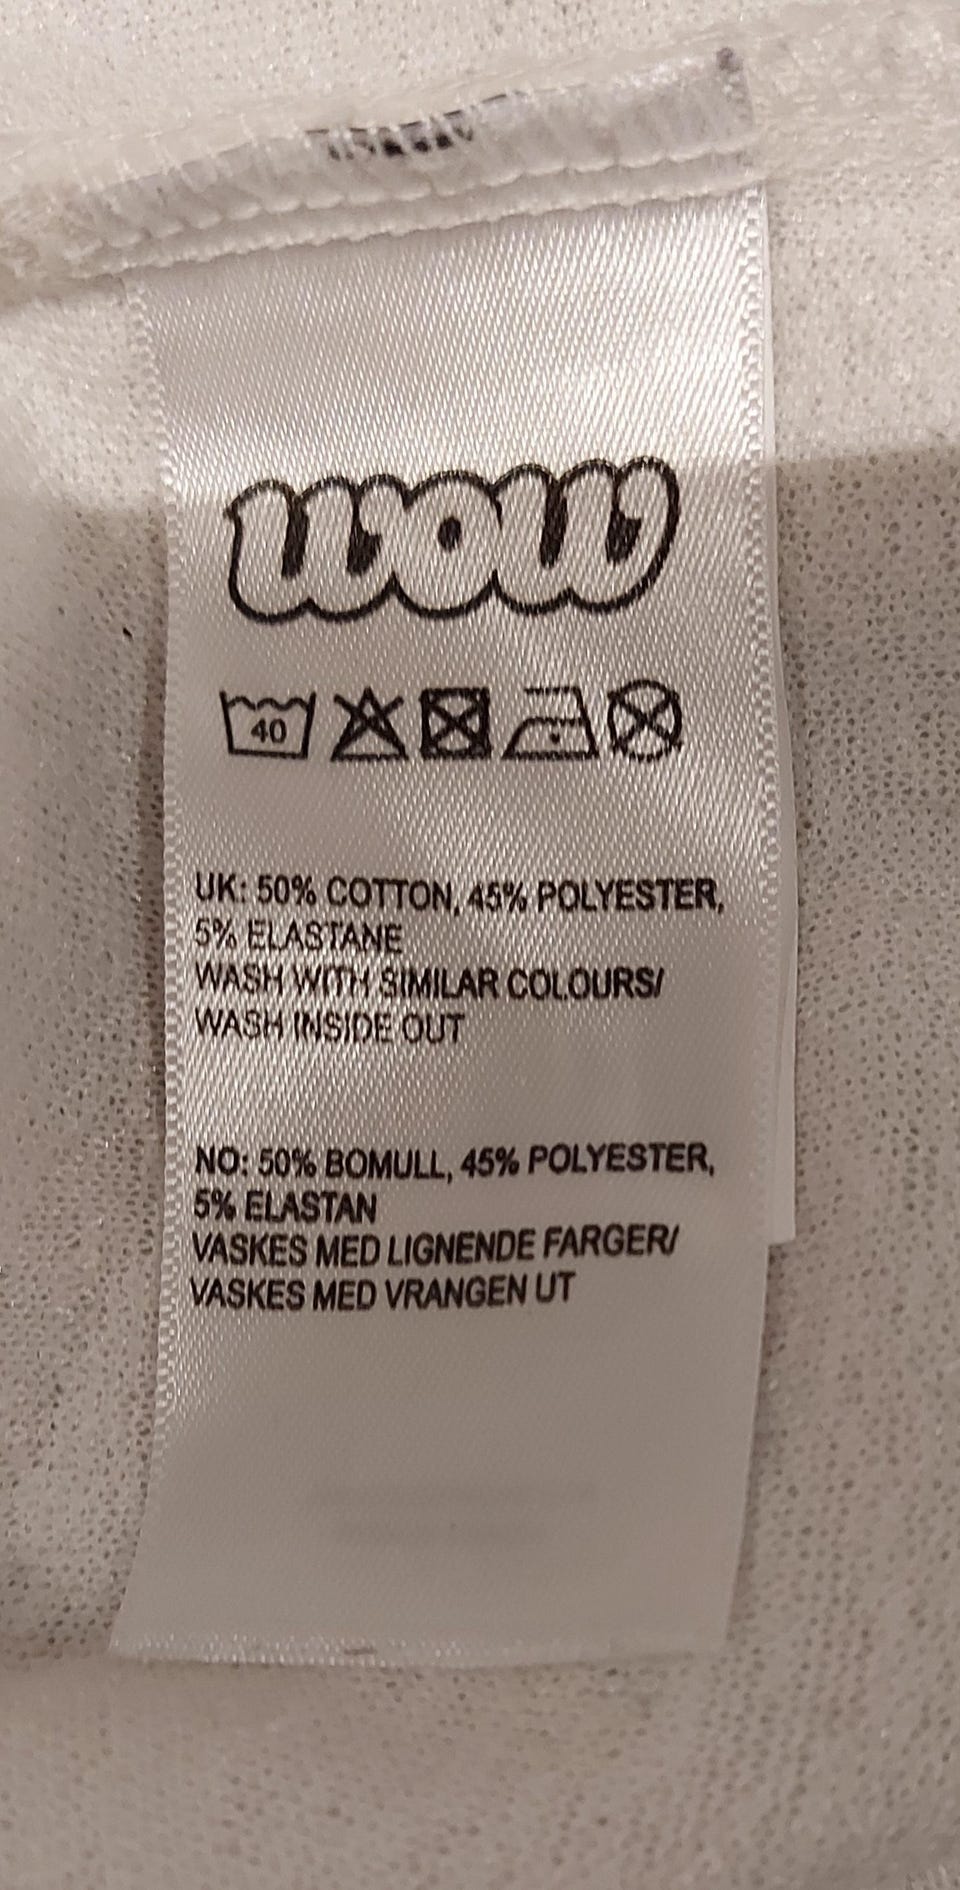 WOW
40
UK: 50% COTTON, 45% POLYESTER,
5% ELASTANE
WASH WITH SIMILAR COLOURS/
WASH INSIDE OUT
NO: 50% BOMULL, 45% POLYESTER,
5% ELASTAN
VASKES MED LIGNENDE FARGER/
VASKES MED VRANGEN UT